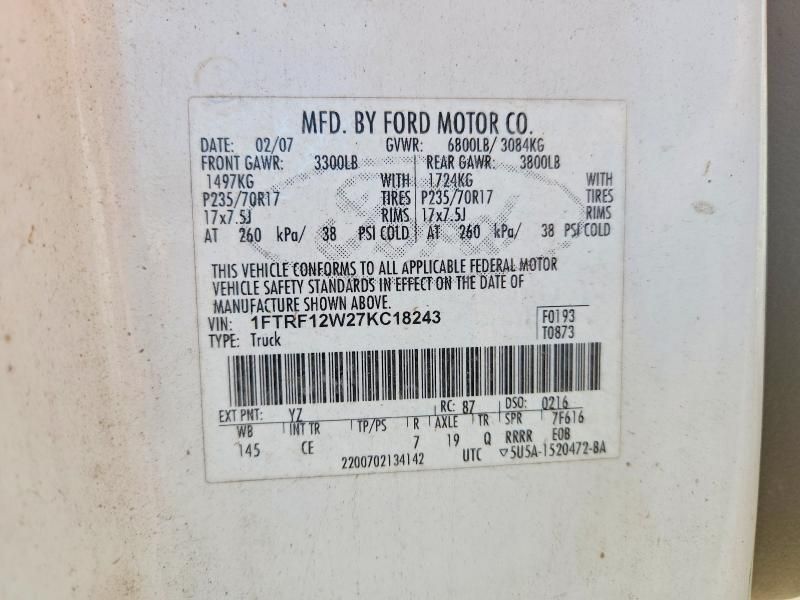 MFD. BY FORD MOTOR CO.
DATE: 02/07 GVWR: 6800LB/ 3084KG
FRONT GAWR: 3300LB REAR GAWR: 3800LB
1497KG WITH 1724KG WITH
P235/70R17 TIRES P235/70R17 TIRES
17x7.5J RIMS 17x7.5J RIMS
AT 260 kPa/ 38 PSI COLD AT 260 kPa/ 38 PSI COLD
Ford
THIS VEHICLE CONFORMS TO ALL APPLICABLE FEDERAL MOTOR
VEHICLE SAFETY STANDARDS IN EFFECT ON THE DATE OF
MANUFACTURE SHOWN ABOVE.
VIN: 1FTRF12W27KC18243 F0193
TYPE: Truck T0873
EXT PNT: YZ RC: 87 DSO: 0216
WB INT TR TP/PS R AXLE TR SPR 7F616
145 CE 7 19 Q RRRR EOB
2200702134142 UTC ▽5U5A-1520472-BA